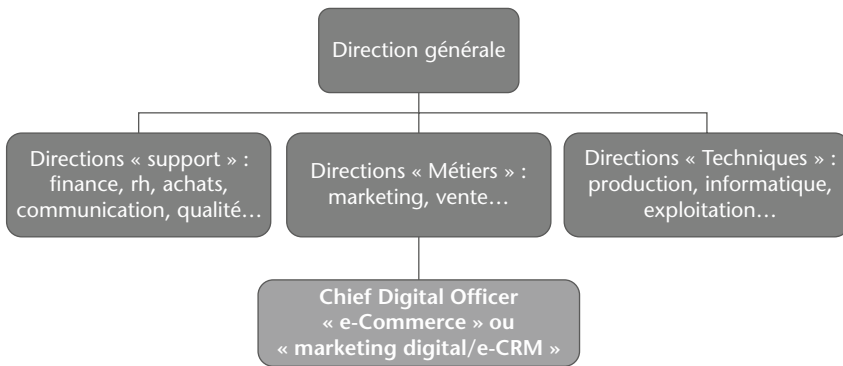 Direction générale
Directions « support » :
finance, rh, achats,
communication, qualité…
Directions « Métiers » :
marketing, vente…
Directions « Techniques » :
production, informatique,
exploitation…
Chief Digital Officer
« e-Commerce » ou
« marketing digital/e-CRM »